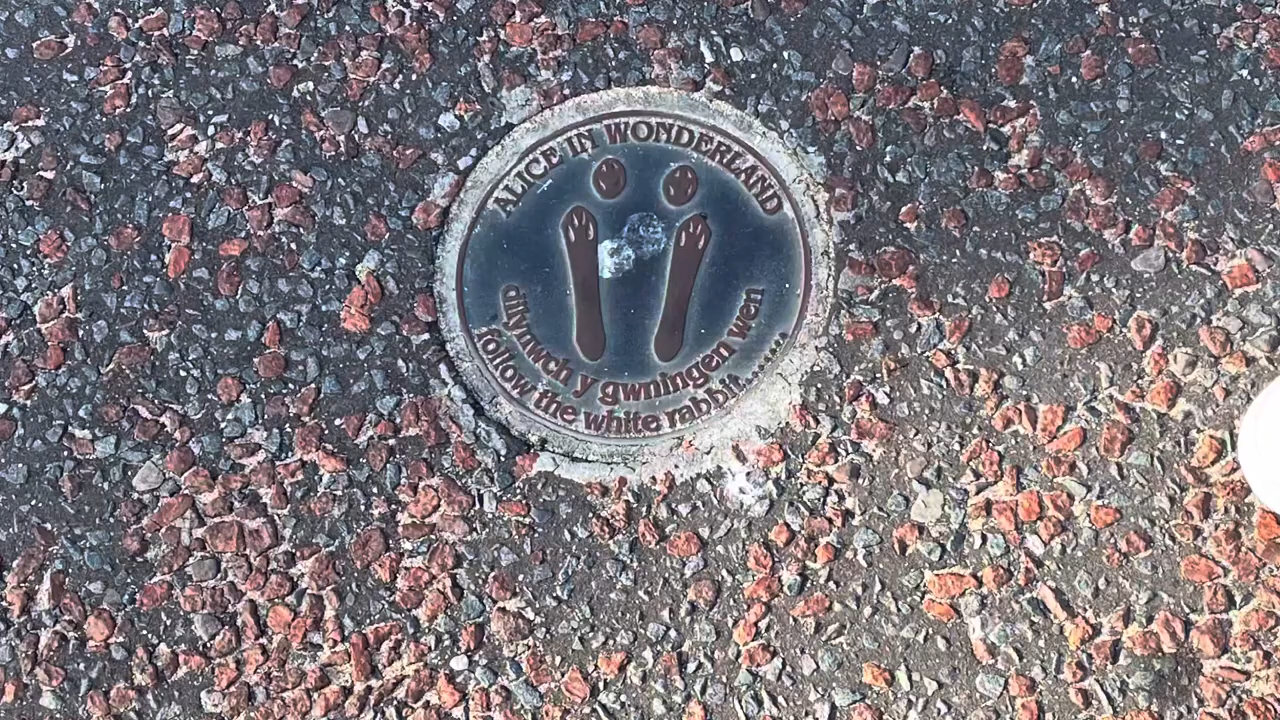 ALICE IN WONDERLAND
dilynwch y gwningen wen
follow the white rabbit.....